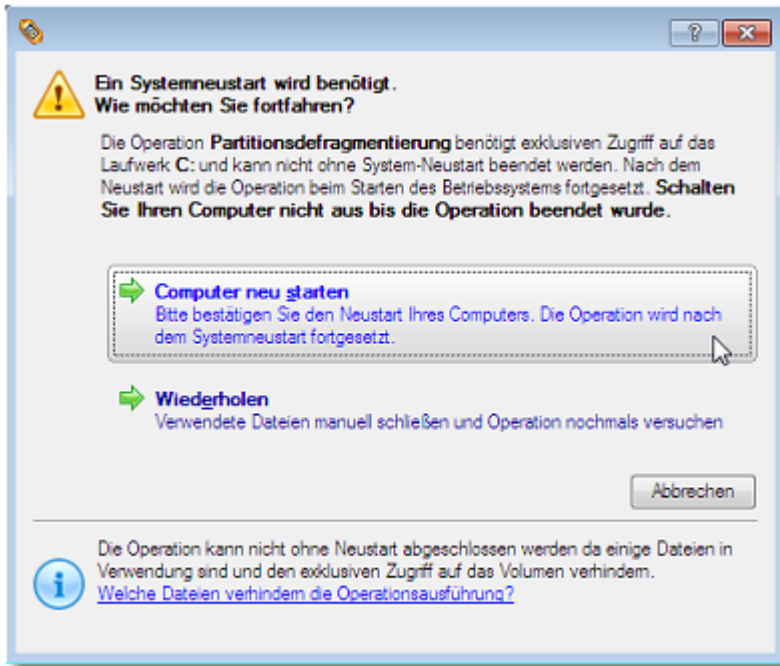 Ein Systemneustart wird benötigt.
Wie möchten Sie fortfahren?
Die Operation Partitionsdefragmentierung benötigt exklusiven Zugriff auf das
Laufwerk C: und kann nicht ohne System-Neustart beendet werden. Nach dem
Neustart wird die Operation beim Starten des Betriebssystems fortgesetzt. Schalten
Sie Ihren Computer nicht aus bis die Operation beendet wurde.
Computer neu starten
Bitte bestätigen Sie den Neustart Ihres Computers. Die Operation wird nach
dem Systemneustart fortgesetzt.
Wiederholen
Verwendete Dateien manuell schließen und Operation nochmals versuchen
Abbrechen
Die Operation kann nicht ohne Neustart abgeschlossen werden da einige Dateien in
Verwendung sind und den exklusiven Zugriff auf das Volumen verhindern.
Welche Dateien verhindern die Operationsausführung?